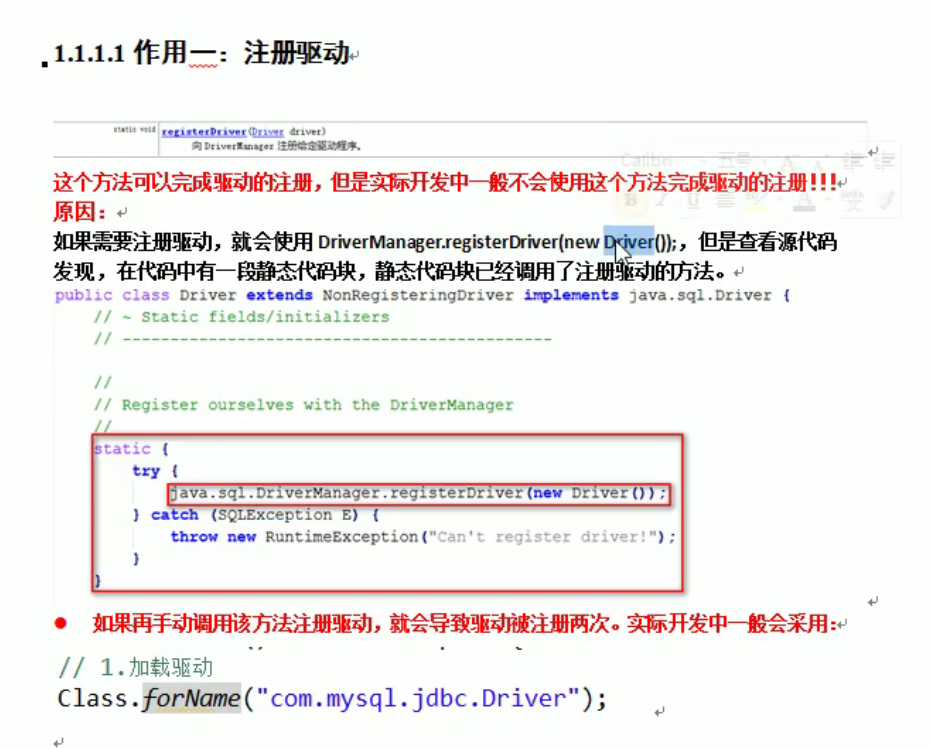 1.1.1.1 作用一：注册驱动
static void registerDriver(Driver driver)
向 DriverManager 注册给定驱动程序。
这个方法可以完成驱动的注册，但是实际开发中一般不会使用这个方法完成驱动的注册!!!
原因：
如果需要注册驱动，就会使用 DriverManager.registerDriver(new Driver());，但是查看源代码
发现，在代码中有一段静态代码块，静态代码块已经调用了注册驱动的方法。
public class Driver extends NonRegisteringDriver implements java.sql.Driver {
// ~ Static fields/initializers
// ---------------------------------------------
//
// Register ourselves with the DriverManager
//
static {
try {
java.sql.DriverManager.registerDriver(new Driver());
} catch (SQLException E) {
throw new RuntimeException("Can't register driver!");
}
}
● 如果再手动调用该方法注册驱动，就会导致驱动被注册两次。实际开发中一般会采用：
// 1.加载驱动
Class.forName("com.mysql.jdbc.Driver");